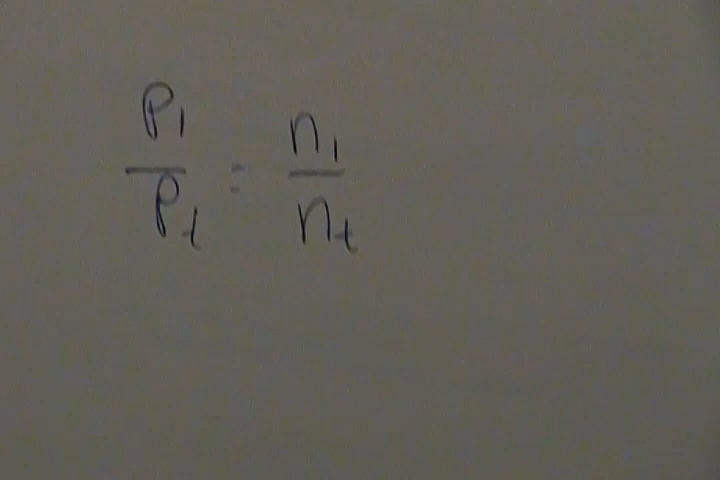 P₁/Pₜ = n₁/nₜ